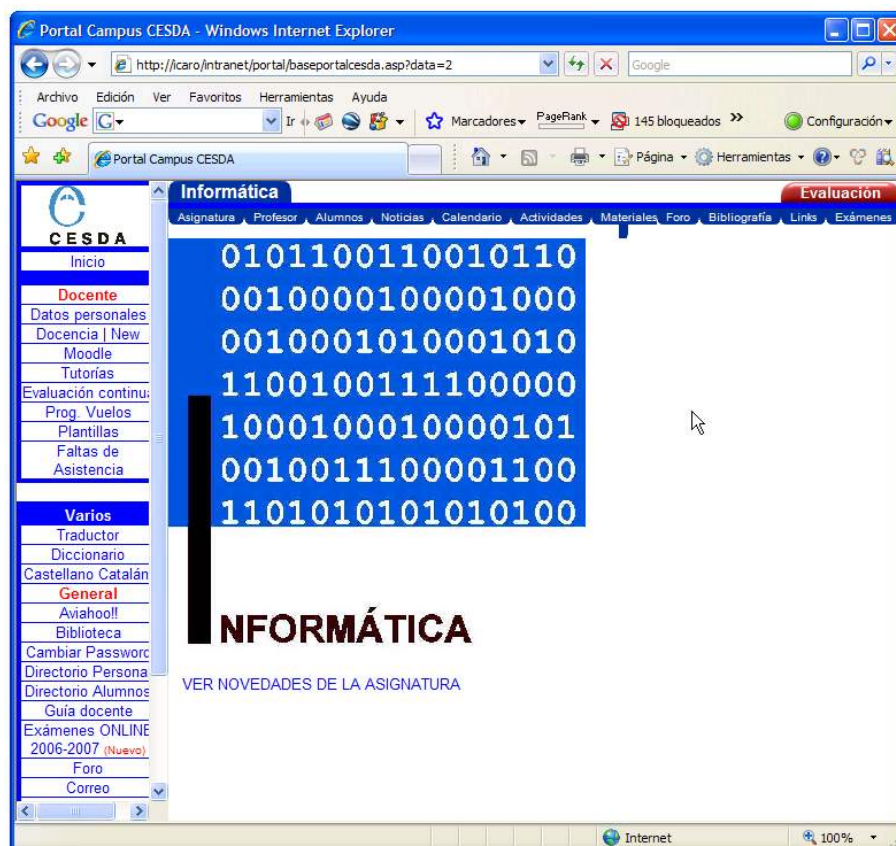 Portal Campus CESDA - Windows Internet Explorer
http://icaro/intranet/portal/baseportalcesda.asp?data=2
Google
Archivo Edición Ver Favoritos Herramientas Ayuda
Google G Ir Marcadores PageRank 145 bloqueados » Configuración
Portal Campus CESDA Página Herramientas
CESDA
Inicio
Docente
Datos personales
Docencia | New
Moodle
Tutorías
Evaluación continu
Prog. Vuelos
Plantillas
Faltas de
Asistencia
Varios
Traductor
Diccionario
Castellano Catalán
General
Aviahoo!!
Biblioteca
Cambiar Passworc
Directorio Persona
Directorio Alumnos
Guía docente
Exámenes ONLINE
2006-2007 (Nuevo)
Foro
Correo
Informática Evaluación
Asignatura Profesor Alumnos Noticias Calendario Actividades Materiales Foro Bibliografía Links Exámenes
0101100110010110
0010000100001000
0010001010001010
1100100111100000
1000100010000101
0010011100001100
1101010101010100
INFORMÁTICA
VER NOVEDADES DE LA ASIGNATURA
Internet 100%